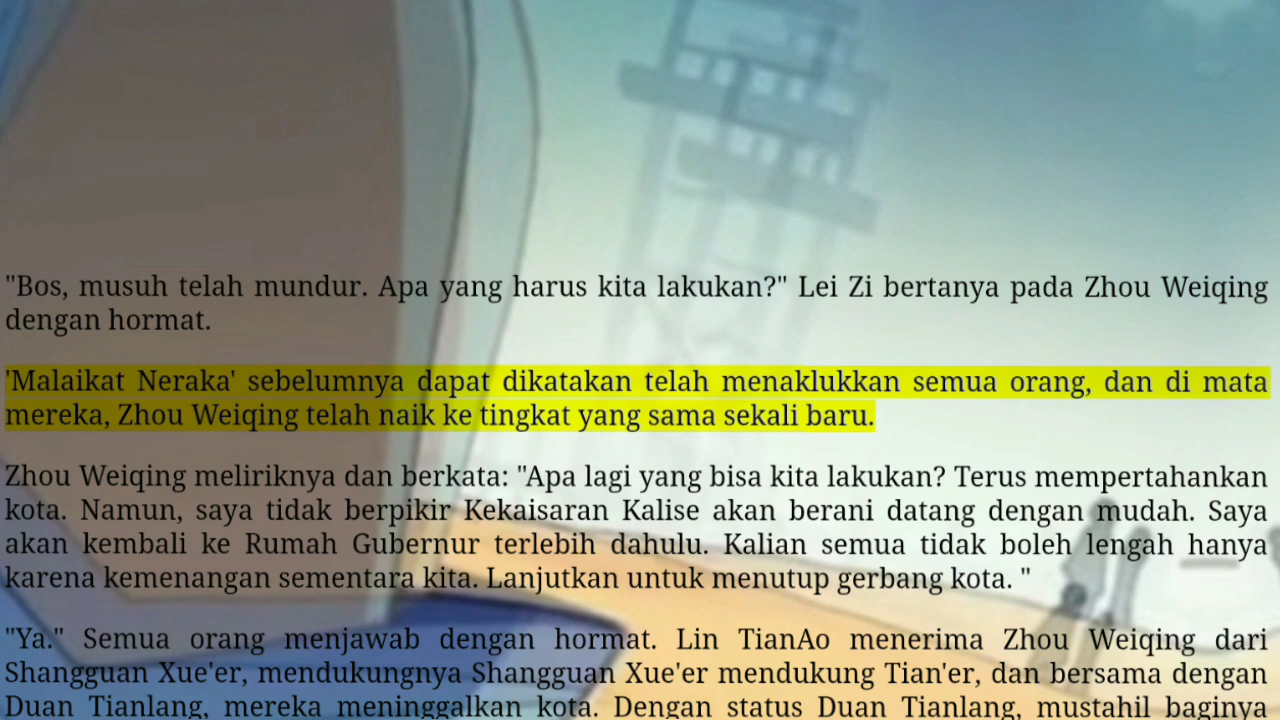 "Bos, musuh telah mundur. Apa yang harus kita lakukan?" Lei Zi bertanya pada Zhou Weiqing
dengan hormat.
'Malaikat Neraka' sebelumnya dapat dikatakan telah menaklukkan semua orang, dan di mata
mereka, Zhou Weiqing telah naik ke tingkat yang sama sekali baru.
Zhou Weiqing meliriknya dan berkata: "Apa lagi yang bisa kita lakukan? Terus mempertahankan
kota. Namun, saya tidak berpikir Kekaisaran Kalise akan berani datang dengan mudah. Saya
akan kembali ke Rumah Gubernur terlebih dahulu. Kalian semua tidak boleh lengah hanya
karena kemenangan sementara kita. Lanjutkan untuk menutup gerbang kota. "
"Ya." Semua orang menjawab dengan hormat. Lin TianAo menerima Zhou Weiqing dari
Shangguan Xue'er, mendukungnya Shangguan Xue'er mendukung Tian'er, dan bersama dengan
Duan Tianlang, mereka meninggalkan kota. Dengan status Duan Tianlang, mustahil baginya